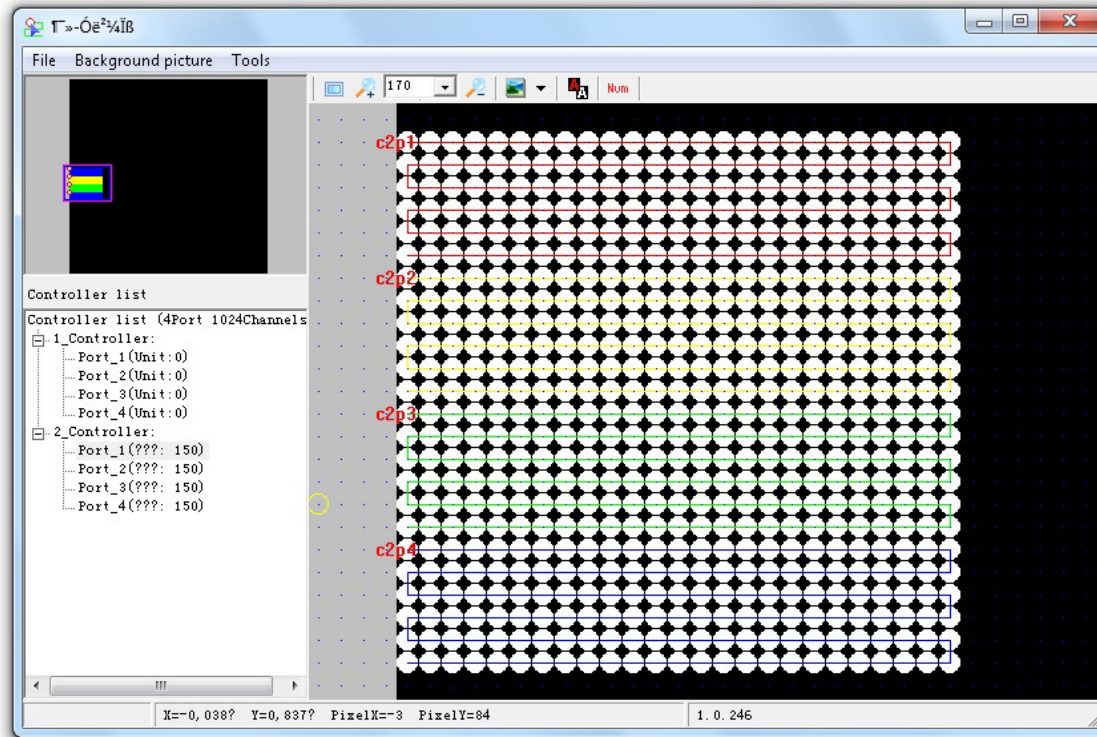 ¶¯»-Óë²¼Ïß
File Background picture Tools
170 Num
Controller list
Controller list (4Port 1024Channels
1_Controller:
Port_1(Unit:0)
Port_2(Unit:0)
Port_3(Unit:0)
Port_4(Unit:0)
2_Controller:
Port_1(???: 150)
Port_2(???: 150)
Port_3(???: 150)
Port_4(???: 150)
c2p1
c2p2
c2p3
c2p4
X=-0,038? Y=0,837? PixelX=-3 PixelY=84
1.0.246